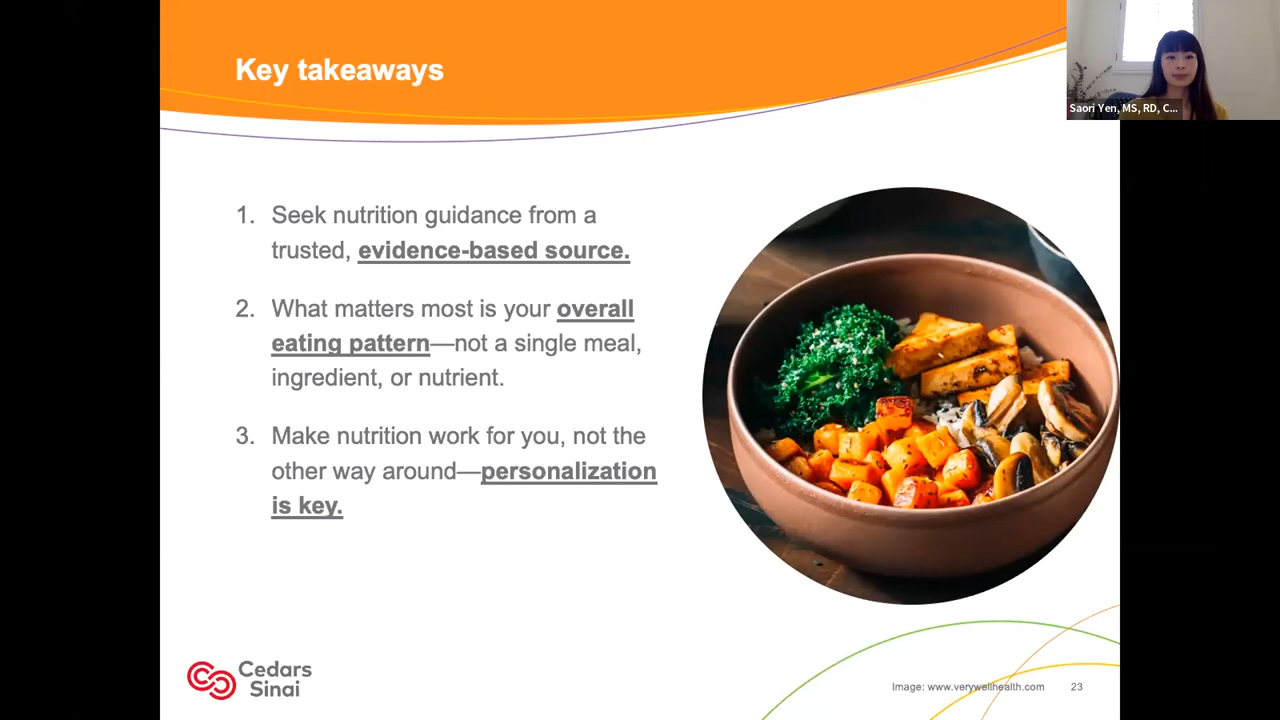 Key takeaways
Saori Yen, MS, RD, C...
1. Seek nutrition guidance from a
trusted, evidence-based source.
2. What matters most is your overall
eating pattern—not a single meal,
ingredient, or nutrient.
3. Make nutrition work for you, not the
other way around—personalization
is key.
Cedars
Sinai
Image: www.verywellhealth.com 23